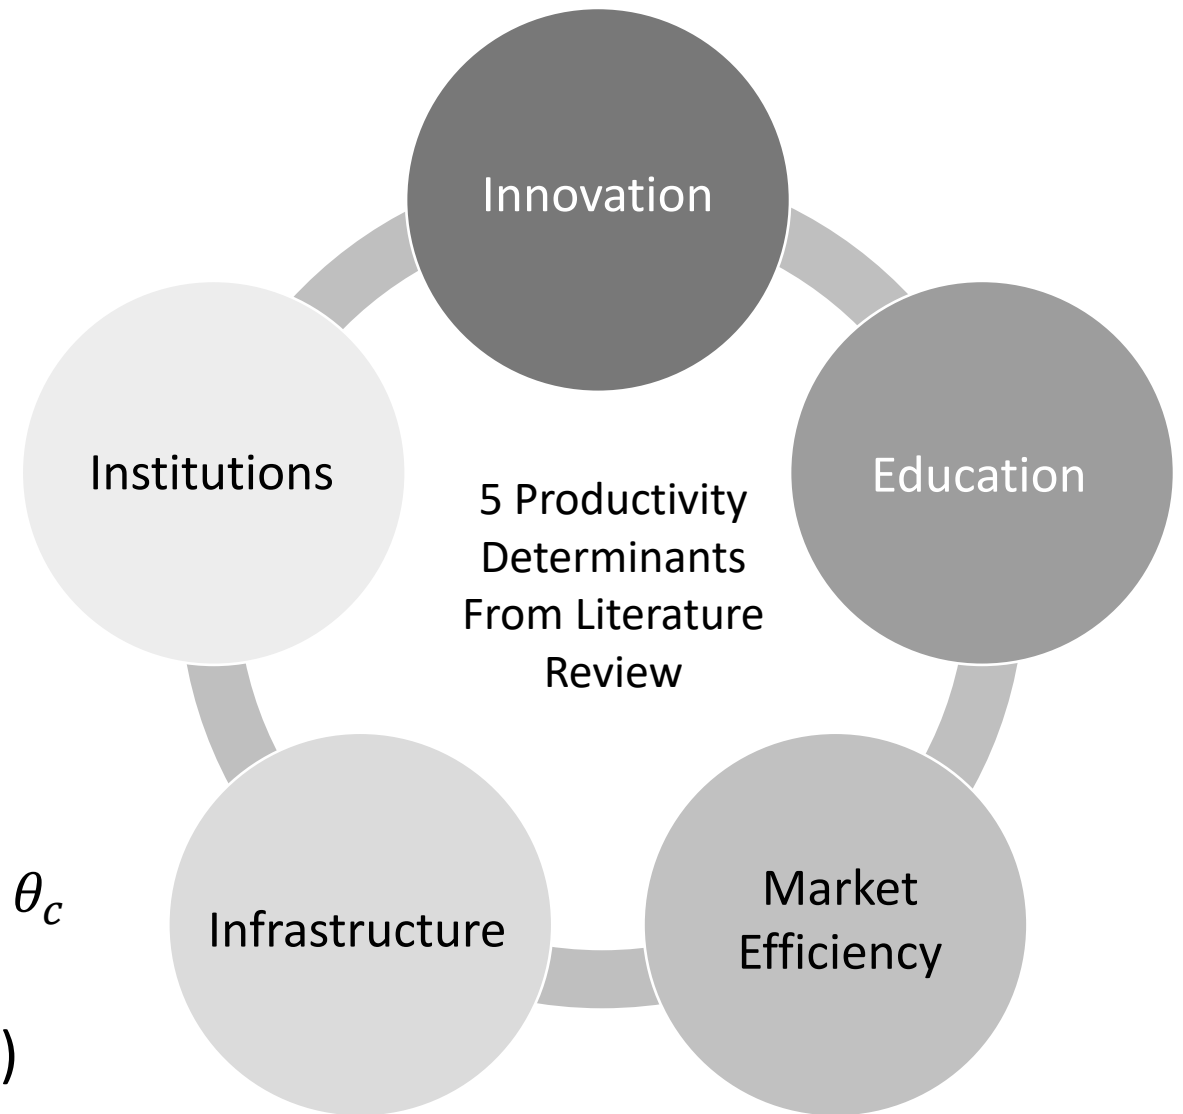 Innovation
Institutions
Education
5 Productivity
Determinants
From Literature
Review
θ_c
Infrastructure
Market
Efficiency
)